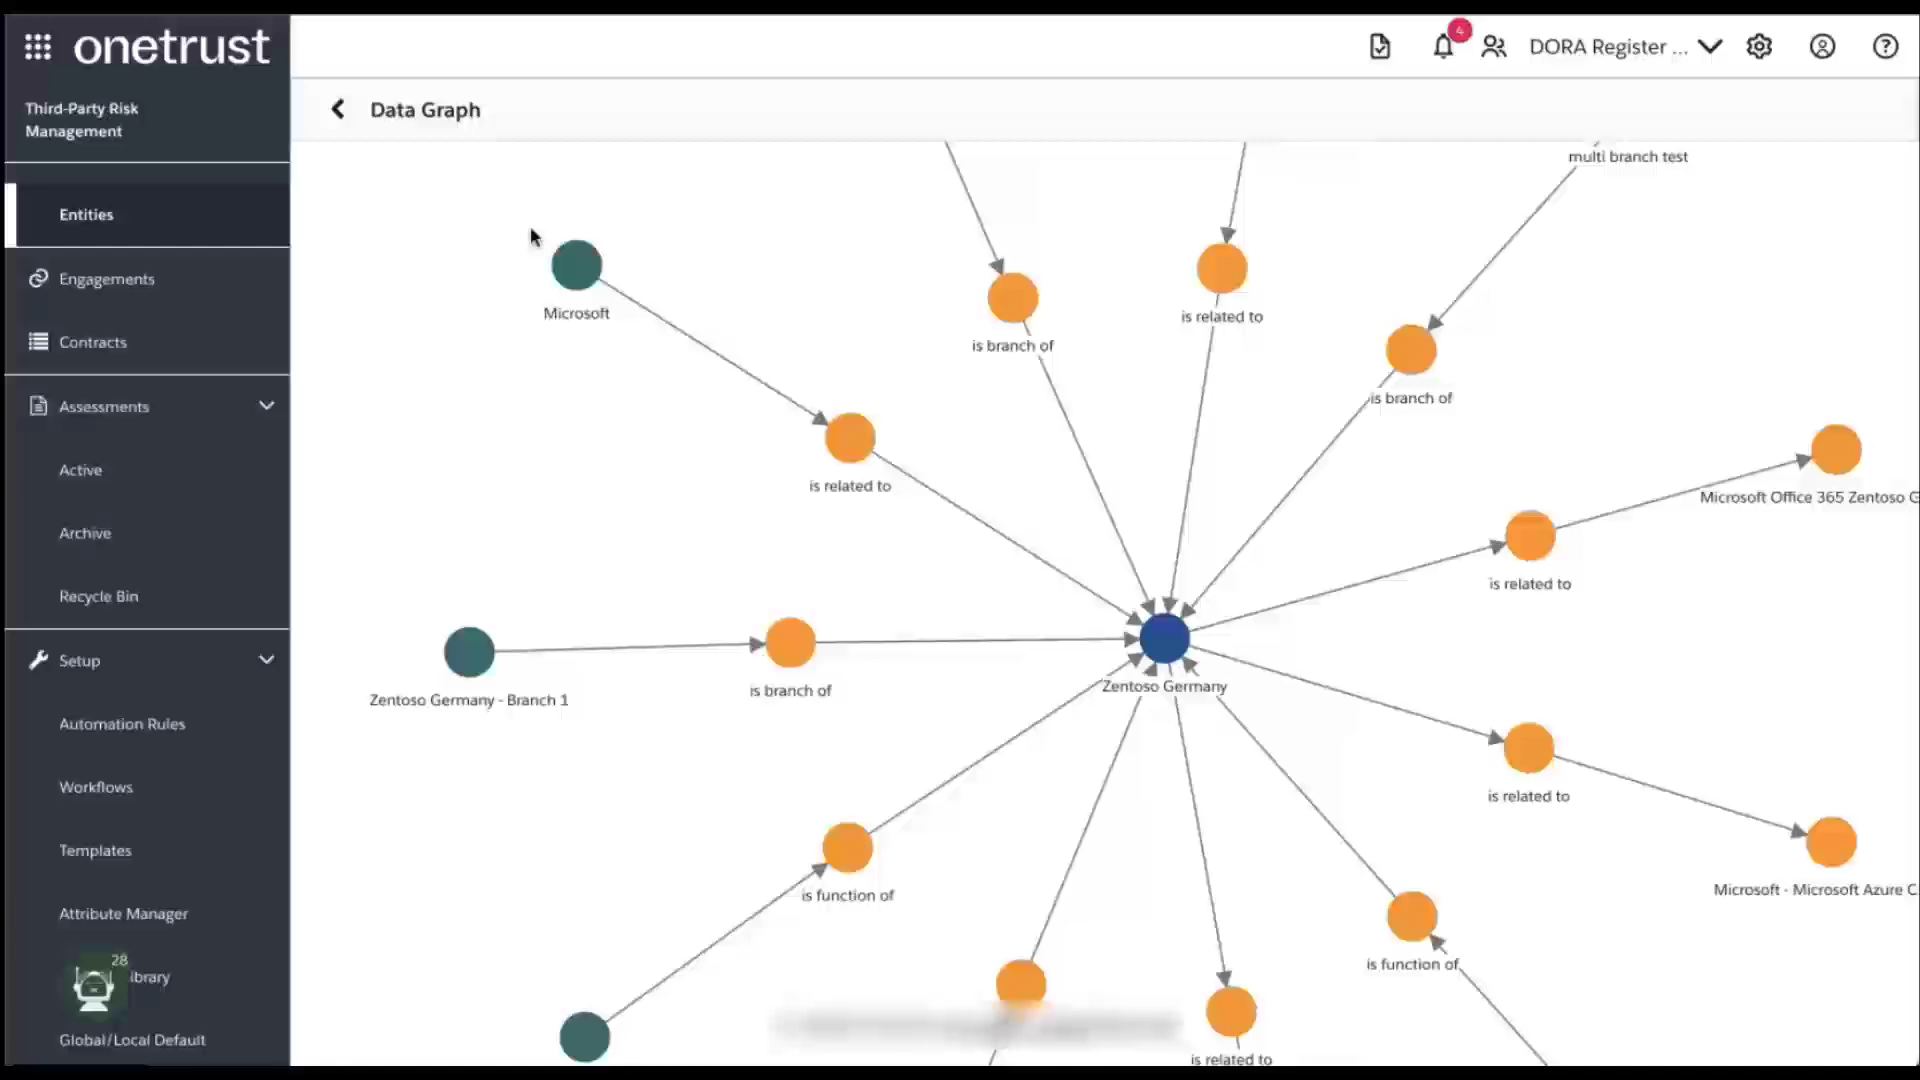 onetrust
4
DORA Register ...
Third-Party Risk
Management
Data Graph
Entities
Engagements
Contracts
Assessments
Active
Archive
Recycle Bin
Setup
Automation Rules
Workflows
Templates
Attribute Manager
28
ibrary
Global/Local Default
multi branch test
Microsoft
is branch of
is related to
is branch of
is related to
Microsoft Office 365 Zentoso G
is related to
Zentoso Germany - Branch 1
is branch of
Zentoso Germany
is related to
Microsoft - Microsoft Azure C
is function of
is function of
is related to